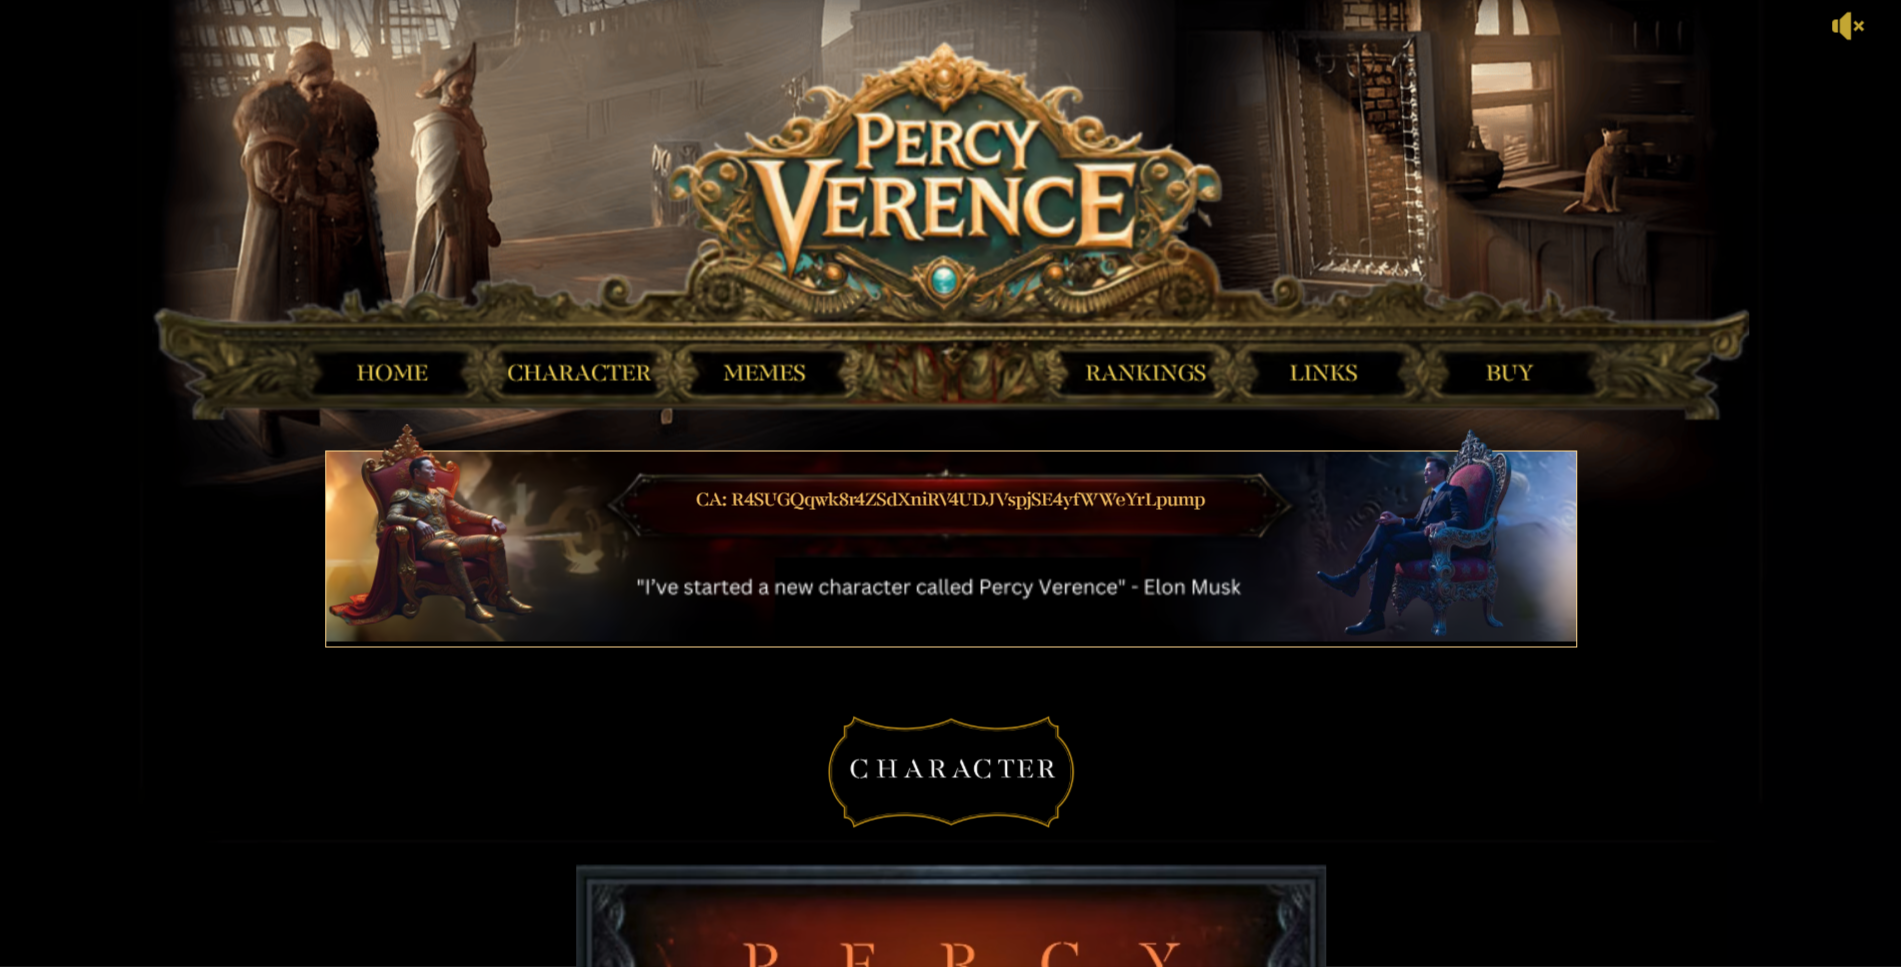 PERCY
VERENCE
HOME CHARACTER MEMES RANKINGS LINKS BUY
CA: R4SUGQqwk8r4ZSdXniRV4UDJVspjSE4yfWWeYrLpump
"I've started a new character called Percy Verence" - Elon Musk
CHARACTER
PERCY